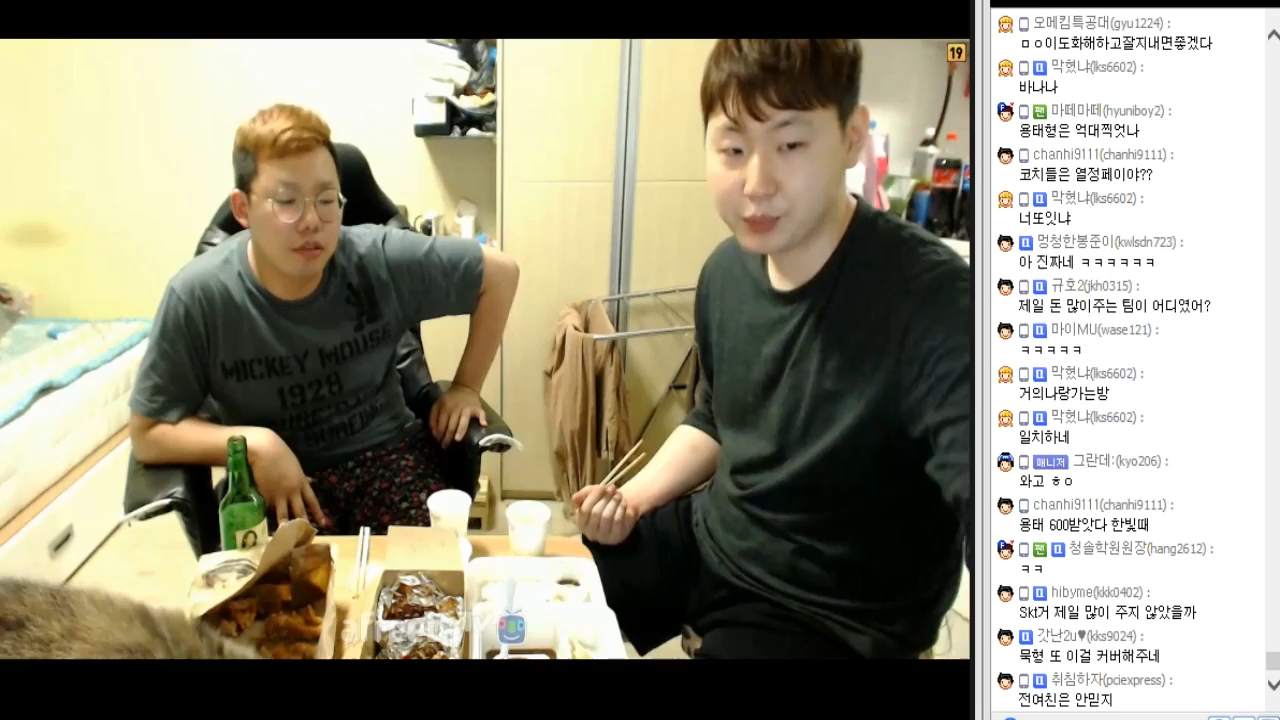 19
MICKEY MOUSE
오메킴특공대(gyu1224) :
ㅁㅇ이도화해하고잘지내면좋겠다
막혔냐(lks6602) :
바나나
팬 마떼마떼(hyuniboy2) :
용태형은 억대찍엇나
chanhi9111(chanhi9111) :
코치들은 열정페이야??
막혔냐(lks6602) :
너또잇냐
멍청한봉준이(kwlsdn723) :
아 진짜네 ㅋㅋㅋㅋㅋㅋ
규호2(jkh0315) :
제일 돈 많이주는 팀이 어디였어?
마이MU(wase121) :
ㅋㅋㅋㅋㅋ
막혔냐(lks6602) :
거의나랑가는방
막혔냐(lks6602) :
일치하네
매니저 그란데:(kyo206) :
와고 ㅎㅇ
chanhi9111(chanhi9111) :
용태 600받앗다 한빛때
팬 청솔학원원장(hang2612) :
ㅋㅋ
hibyme(kkk0402) :
Skt거 제일 많이 주지 않았을까
갓난2u♥(kks9024) :
묵형 또 이걸 커버해주네
취침하자(pciexpress) :
전여친은 안믿지